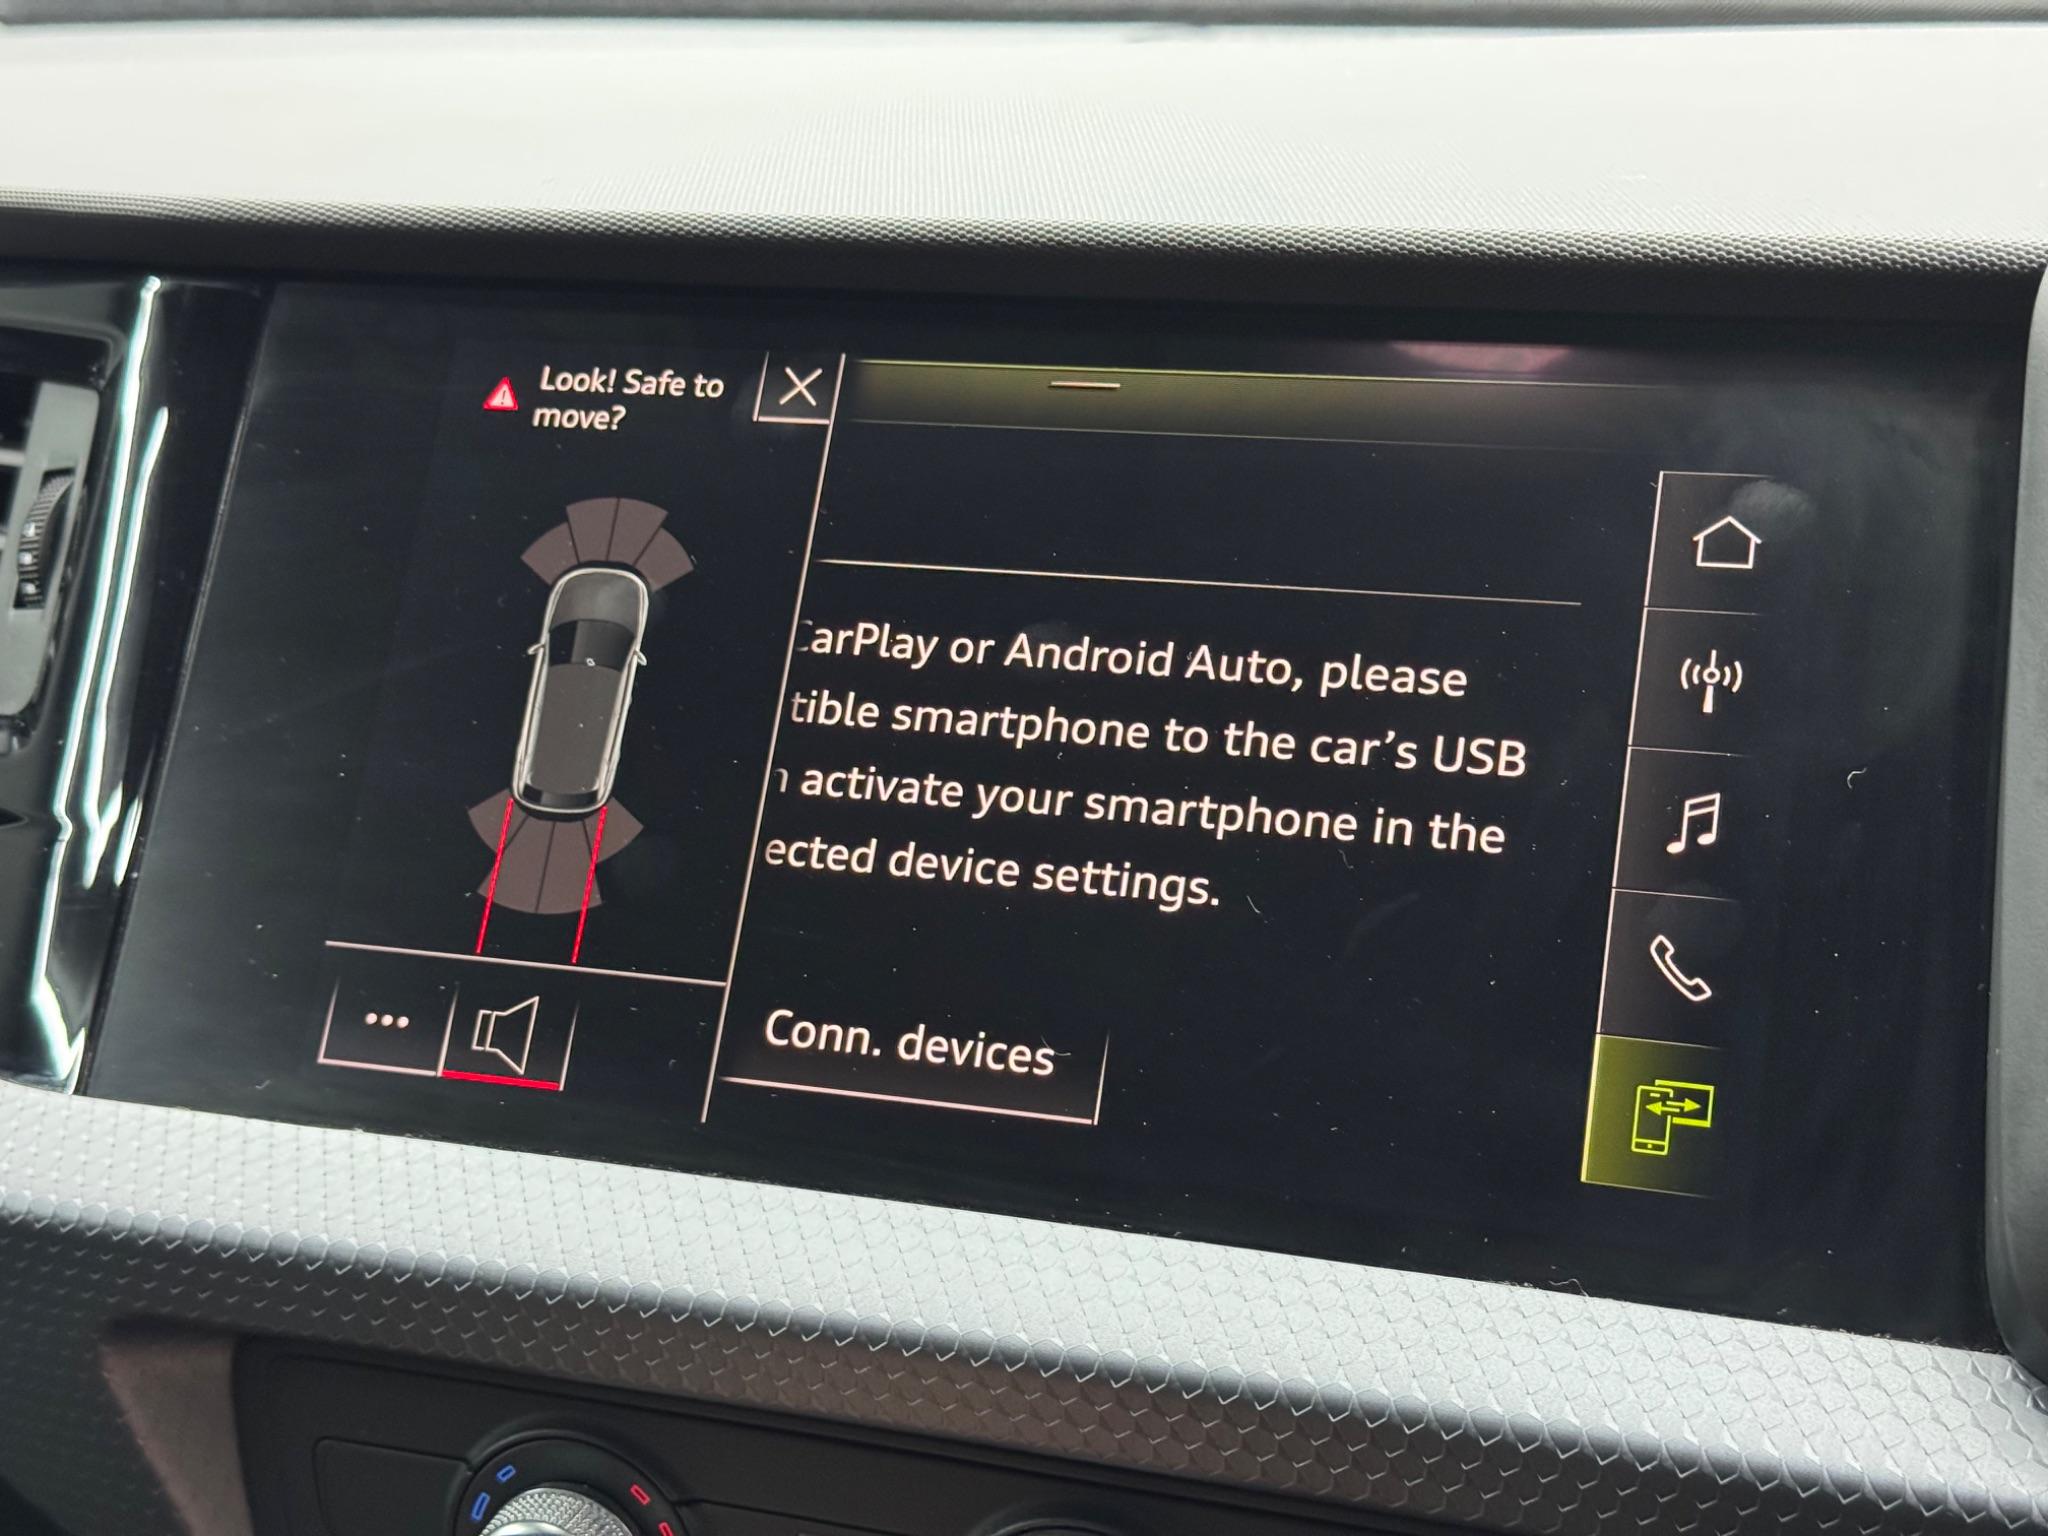 Look! Safe to
move?
CarPlay or Android Auto, please
tible smartphone to the car's USB
activate your smartphone in the
ected device settings.
Conn. devices